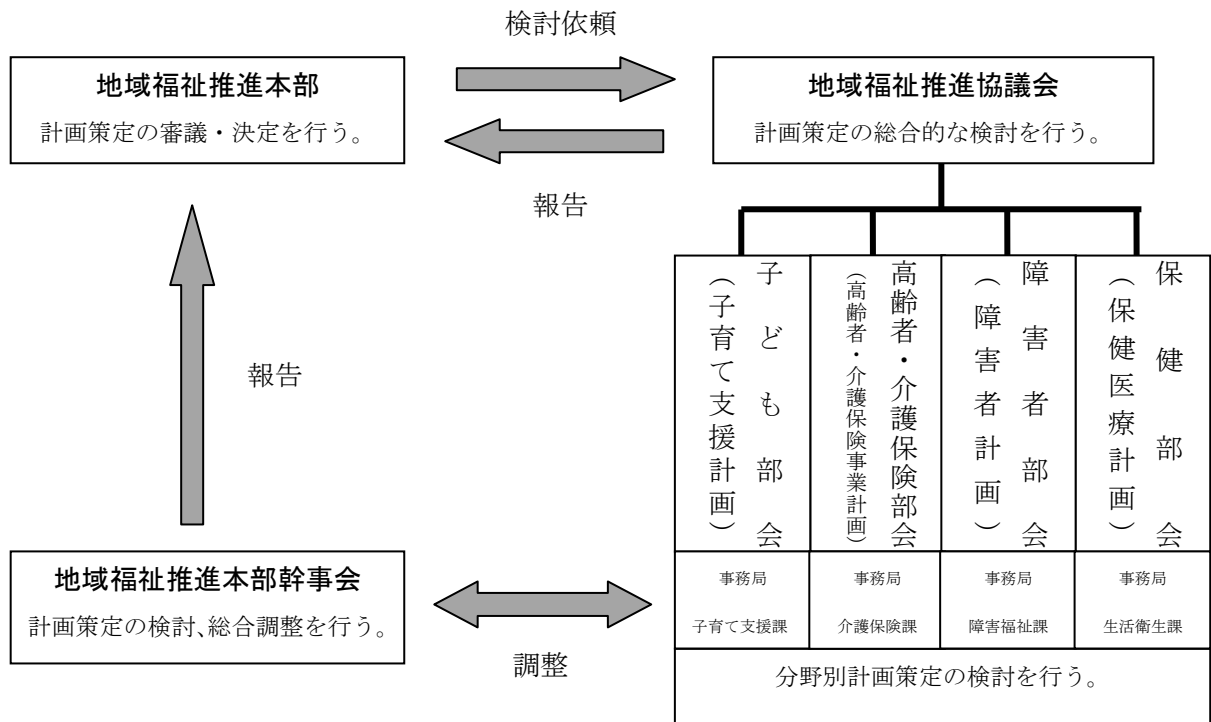 検討依頼
地域福祉推進本部
計画策定の審議・決定を行う。
地域福祉推進協議会
計画策定の総合的な検討を行う。
報告
子ども部会
(子育て支援計画)
高齢者・介護保険部会
(高齢者・介護保険事業計画)
障害者部会
(障害者計画)
保健部会
(保健医療計画)
報告
地域福祉推進本部幹事会
計画策定の検討、総合調整を行う。
調整
事務局
子育て支援課
事務局
介護保険課
事務局
障害福祉課
事務局
生活衛生課
分野別計画策定の検討を行う。